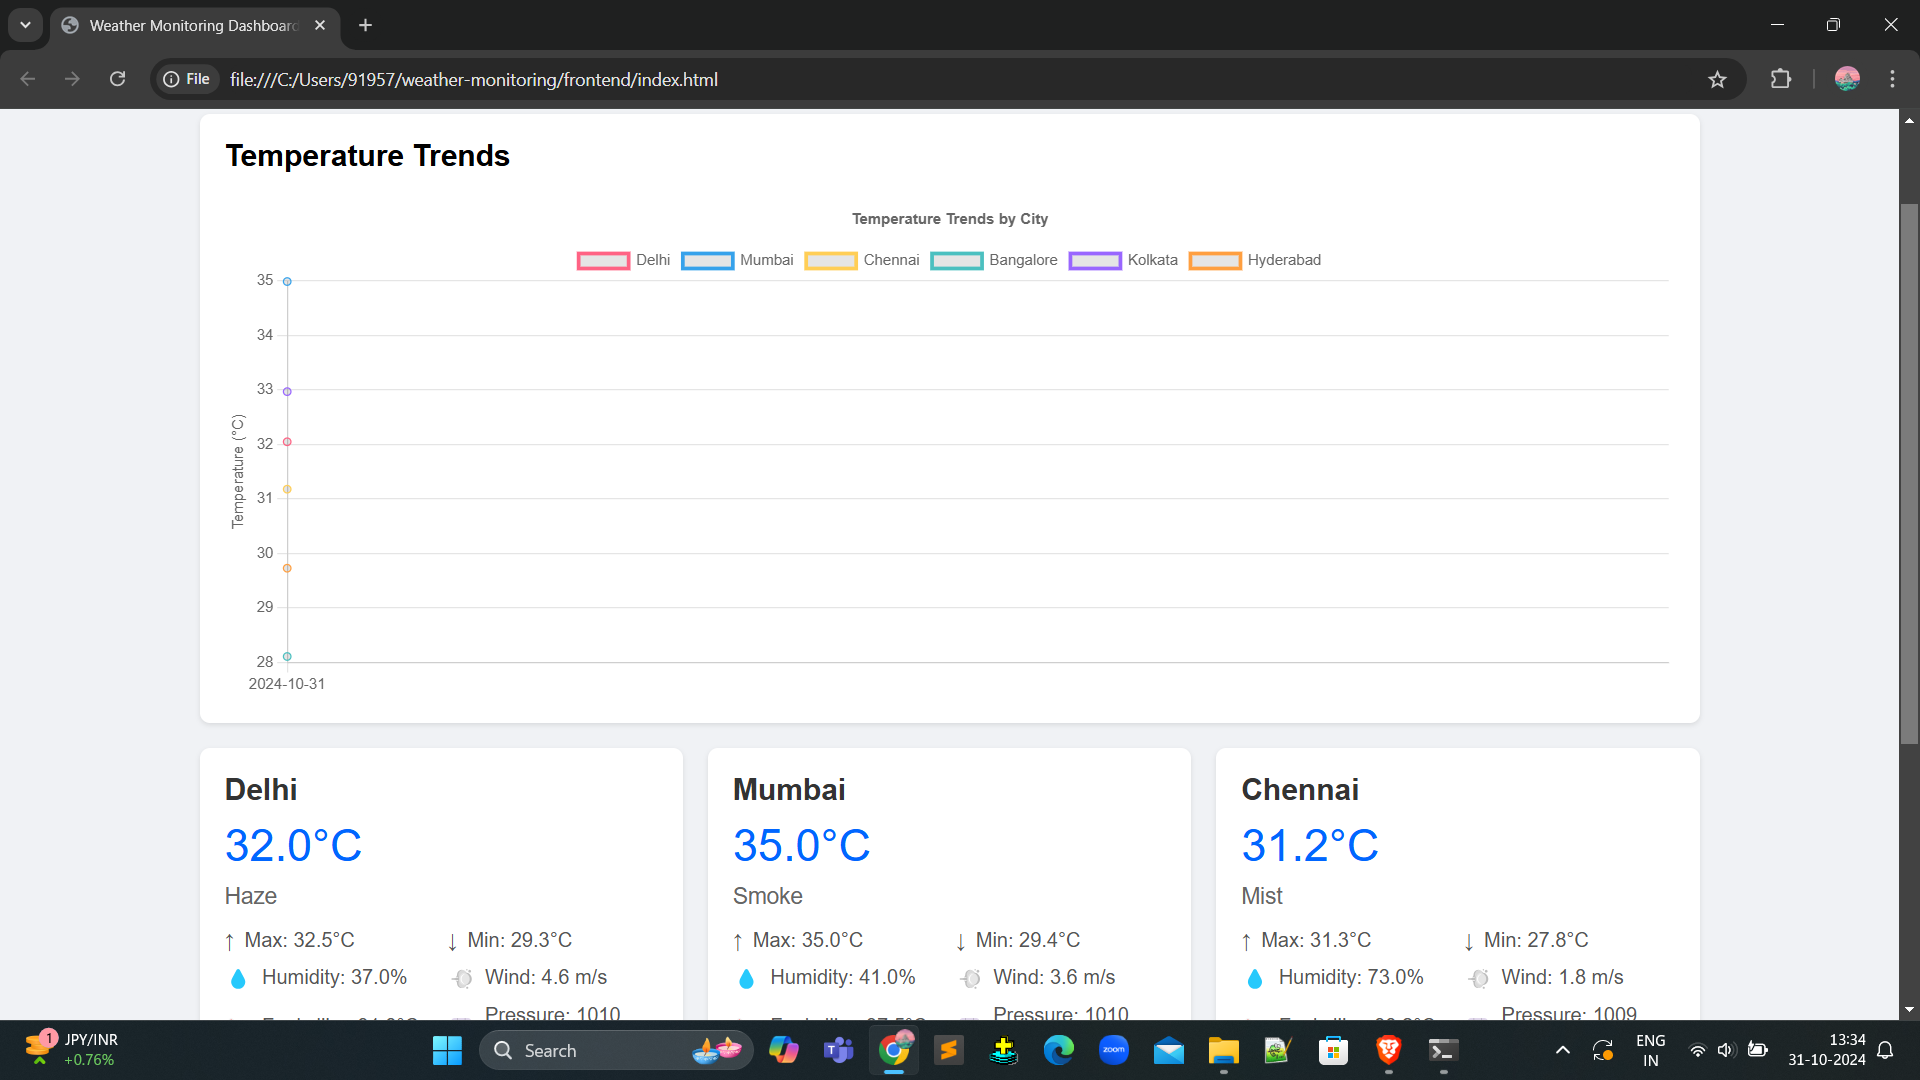 Weather Monitoring Dashboard
File
file:///C:/Users/91957/weather-monitoring/frontend/index.html
Temperature Trends
Temperature Trends by City
Delhi Mumbai Chennai Bangalore Kolkata Hyderabad
35
34
33
32
31
30
29
28
Temperature (°C)
2024-10-31
Delhi
32.0°C
Haze
↑ Max: 32.5°C ↓ Min: 29.3°C
Humidity: 37.0% Wind: 4.6 m/s
Pressure: 1010
Mumbai
35.0°C
Smoke
↑ Max: 35.0°C ↓ Min: 29.4°C
Humidity: 41.0% Wind: 3.6 m/s
Pressure: 1010
Chennai
31.2°C
Mist
↑ Max: 31.3°C ↓ Min: 27.8°C
Humidity: 73.0% Wind: 1.8 m/s
Pressure: 1009
1
JPY/INR
+0.76%
Search
zoom
ENG
IN
13:34
31-10-2024